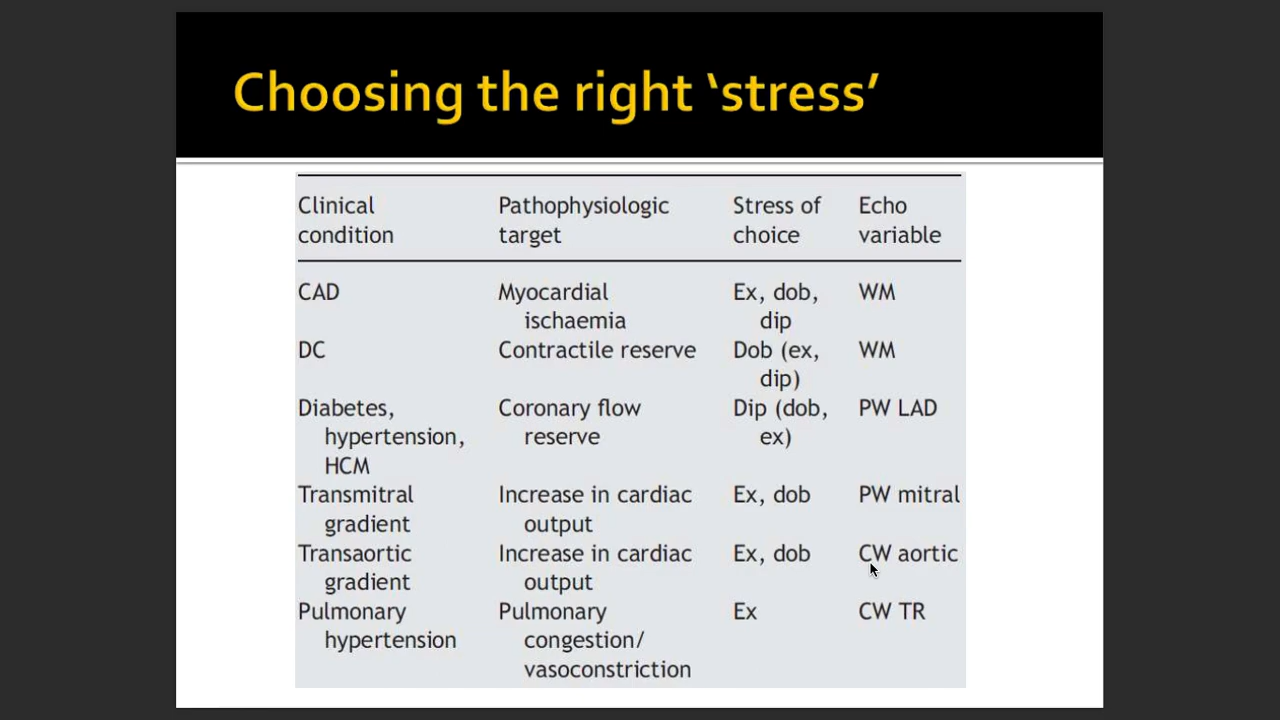 Choosing the right ‘stress’
Clinical condition	Pathophysiologic target	Stress of choice	Echo variable
CAD	Myocardial ischaemia	Ex, dob, dip	WM
DC	Contractile reserve	Dob (ex, dip)	WM
Diabetes, hypertension, HCM	Coronary flow reserve	Dip (dob, ex)	PW LAD
Transmitral gradient	Increase in cardiac output	Ex, dob	PW mitral
Transaortic gradient	Increase in cardiac output	Ex, dob	CW aortic
Pulmonary hypertension	Pulmonary congestion/ vasoconstriction	Ex	CW TR